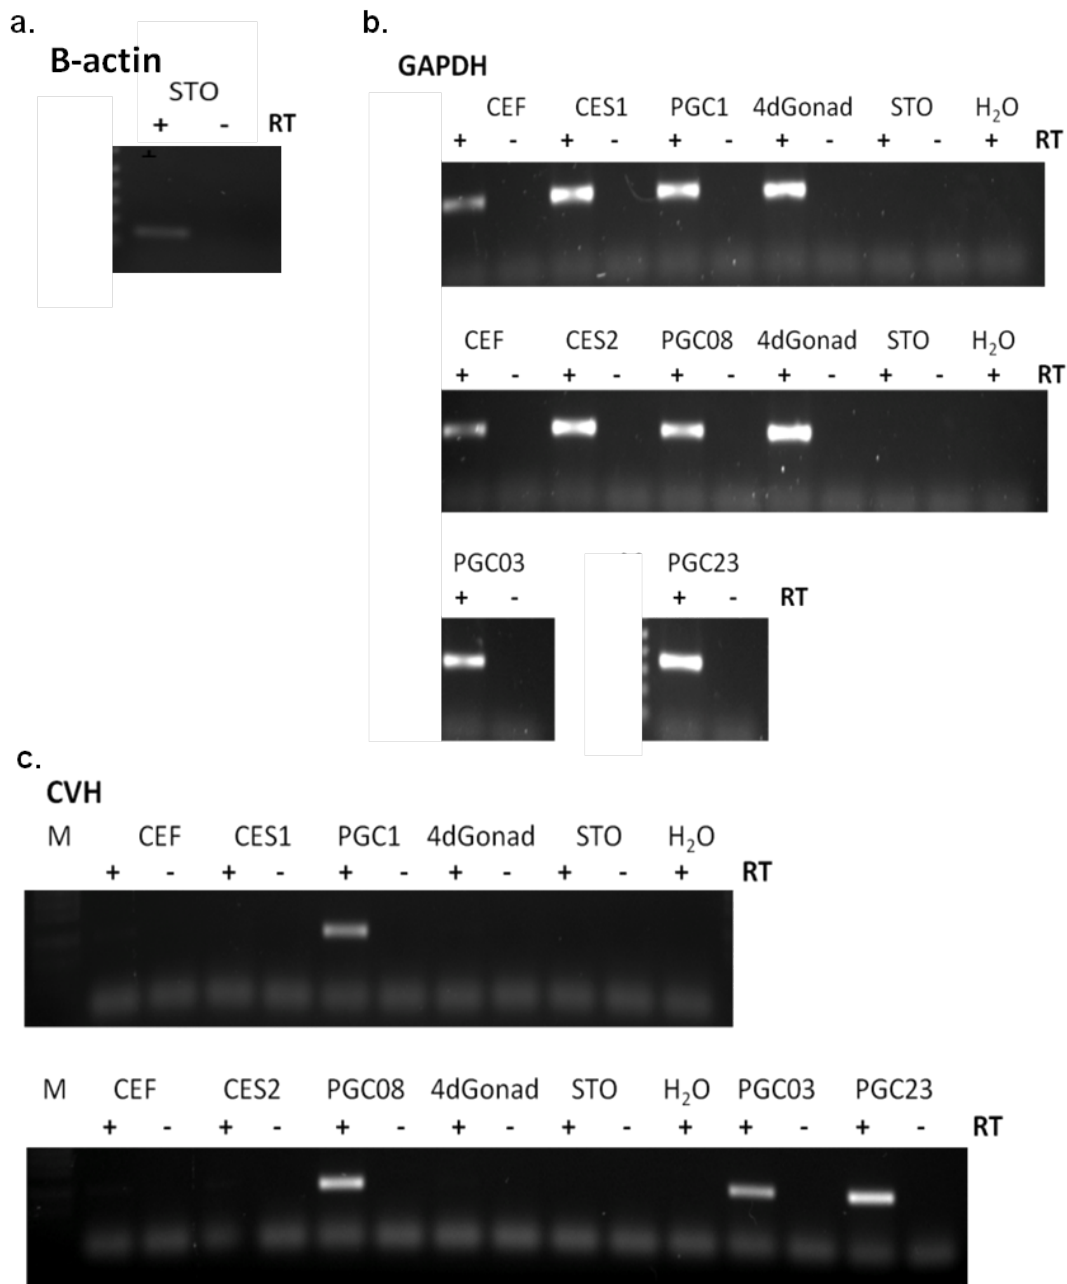 a.
B-actin
STO
+ - RT
+
b.
GAPDH
CEF CES1 PGC1 4dGonad STO H₂O
+ - + - + - + - + - + RT
CEF CES2 PGC08 4dGonad STO H₂O
+ - + - + - + - + - + RT
PGC03 PGC23
+ - + - RT
c.
CVH
M CEF CES1 PGC1 4dGonad STO H₂O
+ - + - + - + - + - + RT
M CEF CES2 PGC08 4dGonad STO H₂O PGC03 PGC23
+ - + - + - + - + - + + - + - RT